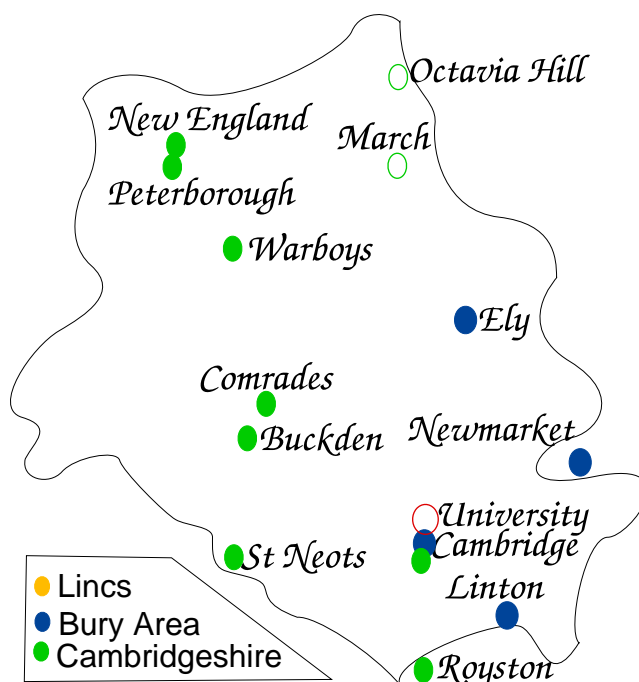 Octavia Hill
New England
March
Peterborough
Warboys
Ely
Comrades
Buckden
Newmarket
University
St Neots
Cambridge
Linton
Lincs
Bury Area
Cambridgeshire
Royston